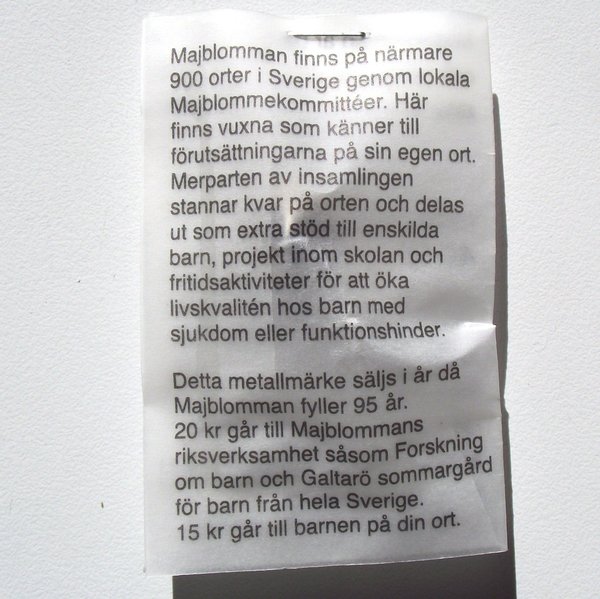 Majblomman finns på närmare
900 orter i Sverige genom lokala
Majblommekommittéer. Här
finns vuxna som känner till
förutsättningarna på sin egen ort.
Merparten av insamlingen
stannar kvar på orten och delas
ut som extra stöd till enskilda
barn, projekt inom skolan och
fritidsaktiviteter för att öka
livskvalitén hos barn med
sjukdom eller funktionshinder.
Detta metallmärke säljs i år då
Majblomman fyller 95 år.
20 kr går till Majblommans
riksverksamhet såsom Forskning
om barn och Galtarö sommargård
för barn från hela Sverige.
15 kr går till barnen på din ort.